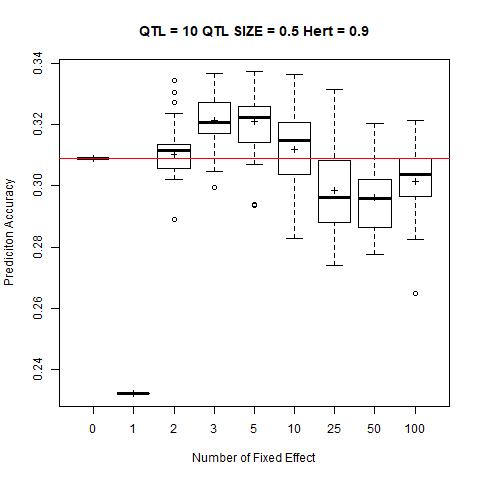 QTL = 10 QTL SIZE = 0.5 Hert = 0.9
0.34
0.32
0.30
0.28
0.26
0.24
Prediciton Accuracy
0 1 2 3 5 10 25 50 100
Number of Fixed Effect